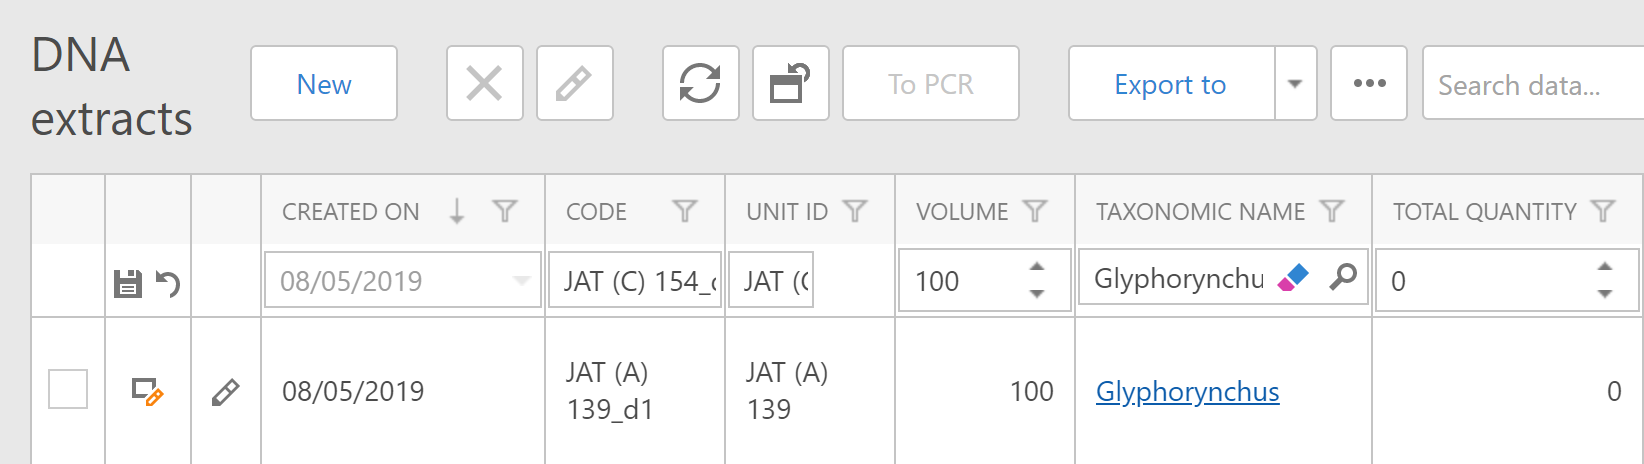 DNA
extracts
New
To PCR
Export to
Search data...
CREATED ON CODE UNIT ID VOLUME TAXONOMIC NAME TOTAL QUANTITY
08/05/2019 JAT (C) 154_ JAT ( 100 Glyphorynchu 0
JAT (A) JAT (A)
08/05/2019 100 Glyphorynchus 0
139_d1 139